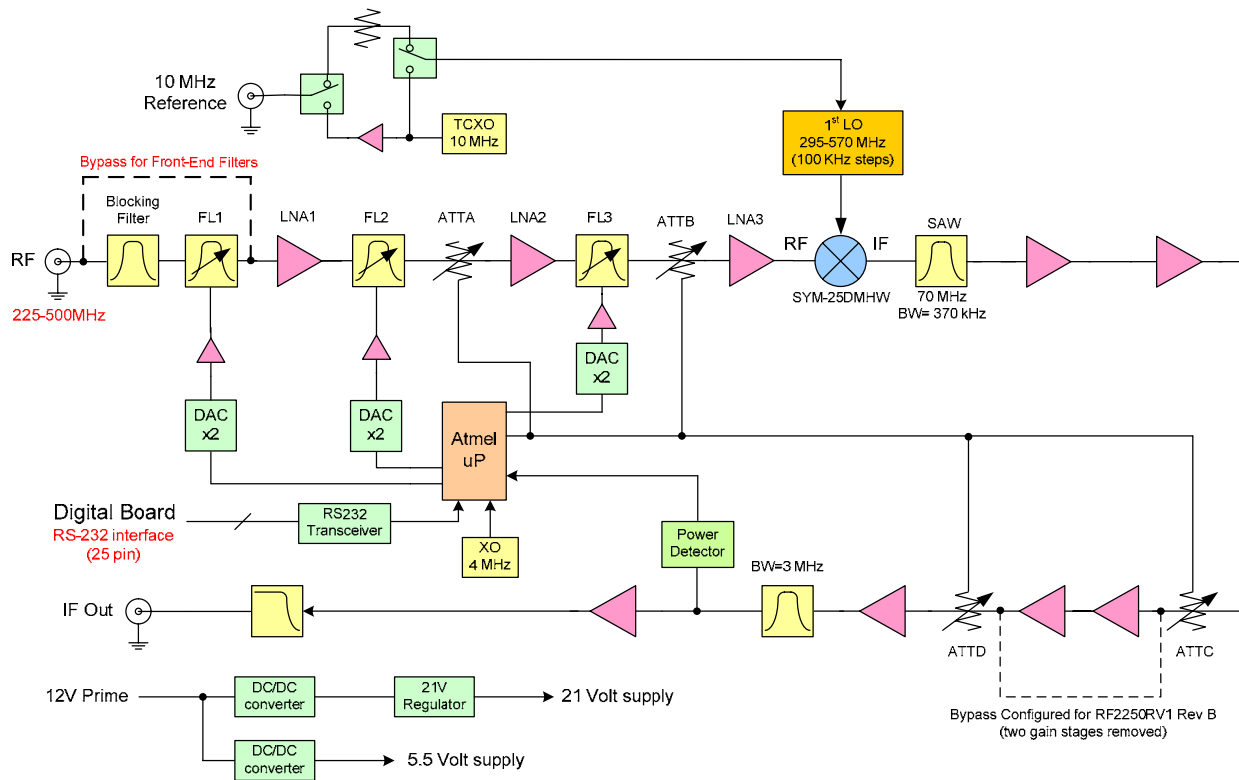 10 MHz
Reference
TCXO
10 MHz
1st LO
295-570 MHz
(100 KHz steps)
Bypass for Front-End Filters
Blocking
Filter
FL1
LNA1
FL2
ATTA
LNA2
FL3
ATTB
LNA3
RF
IF
SAW
RF
225-500MHz
SYM-25DMHW
70 MHz
BW= 370 kHz
DAC
x2
DAC
x2
DAC
x2
Atmel
uP
Digital Board
RS-232 interface
(25 pin)
RS232
Transceiver
XO
4 MHz
Power
Detector
BW=3 MHz
IF Out
ATTD
ATTC
12V Prime
DC/DC
converter
21V
Regulator
21 Volt supply
Bypass Configured for RF2250RV1 Rev B
(two gain stages removed)
DC/DC
converter
5.5 Volt supply